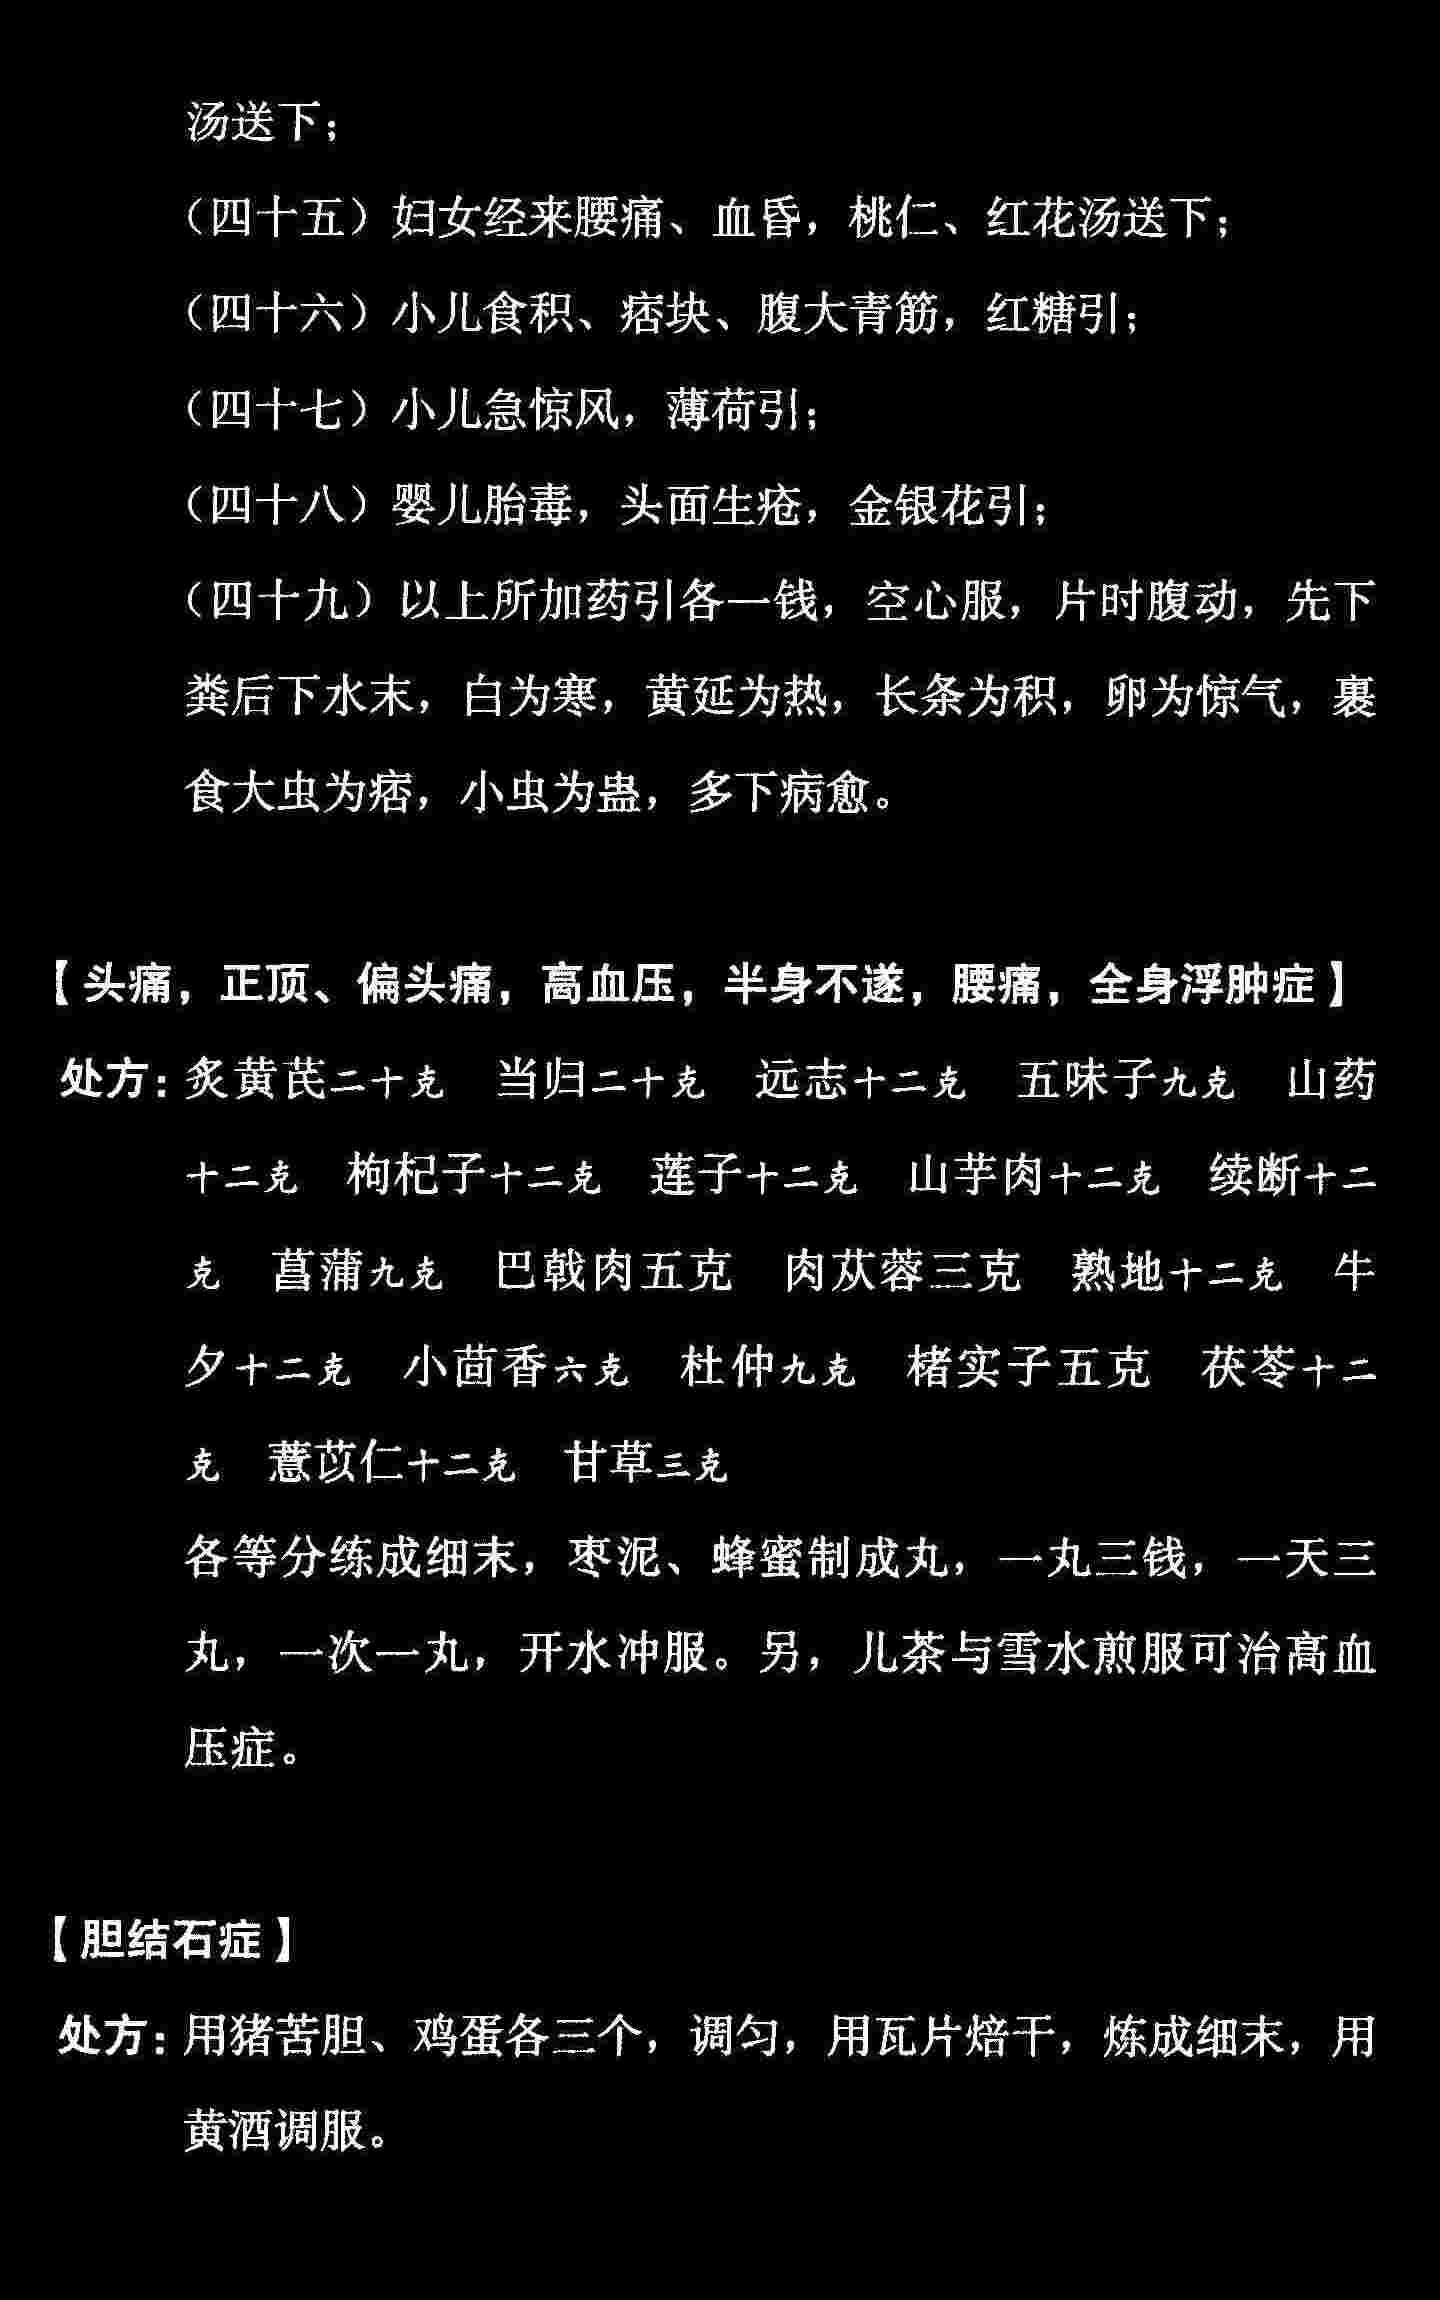 汤送下；
（四十五）妇女经来腰痛、血昏，桃仁、红花汤送下；
（四十六）小儿食积、痞块、腹大青筋，红糖引；
（四十七）小儿急惊风，薄荷引；
（四十八）婴儿胎毒，头面生疮，金银花引；
（四十九）以上所加药引各一钱，空心服，片时腹动，先下
粪后下水末，白为寒，黄延为热，长条为积，卵为惊气，裹
食大虫为痞，小虫为蛊，多下病愈。
【头痛，正顶、偏头痛，高血压，半身不遂，腰痛，全身浮肿症】
处方：炙黄芪二十克　当归二十克　远志十二克　五味子九克　山药
十二克　枸杞子十二克　莲子十二克　山芋肉十二克　续断十二
克　菖蒲九克　巴戟肉五克　肉苁蓉三克　熟地十二克　牛
夕十二克　小茴香六克　杜仲九克　楮实子五克　茯苓十二
克　薏苡仁十二克　甘草三克
各等分练成细末，枣泥、蜂蜜制成丸，一丸三钱，一天三
丸，一次一丸，开水冲服。另，儿茶与雪水煎服可治高血
压症。
【胆结石症】
处方：用猪苦胆、鸡蛋各三个，调匀，用瓦片焙干，炼成细末，用
黄酒调服。